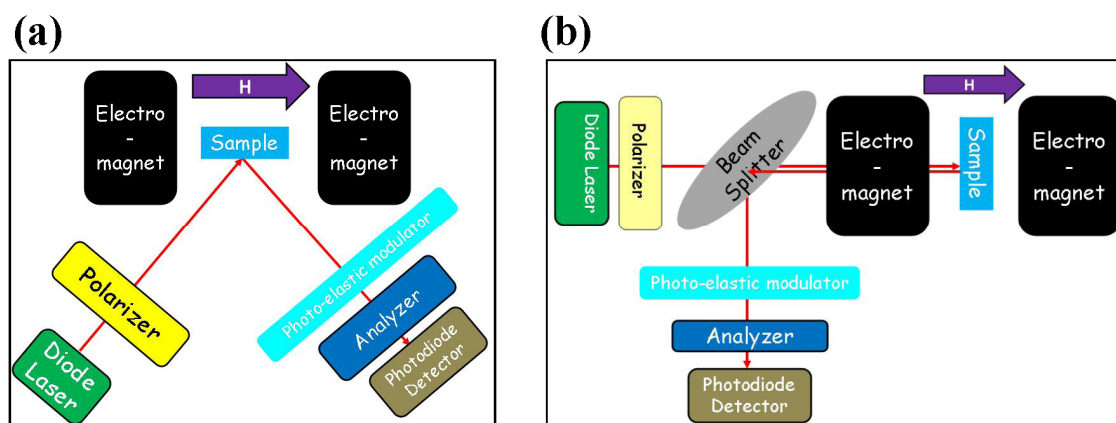 (a)
H
Electro
-
magnet
Electro
-
magnet
Sample
Polarizer
Diode
Laser
Photo-elastic modulator
Analyzer
Photodiode
Detector
(b)
H
Diode Laser
Polarizer
Beam
Splitter
Electro
-
magnet
Sample
Electro
-
magnet
Photo-elastic modulator
Analyzer
Photodiode
Detector